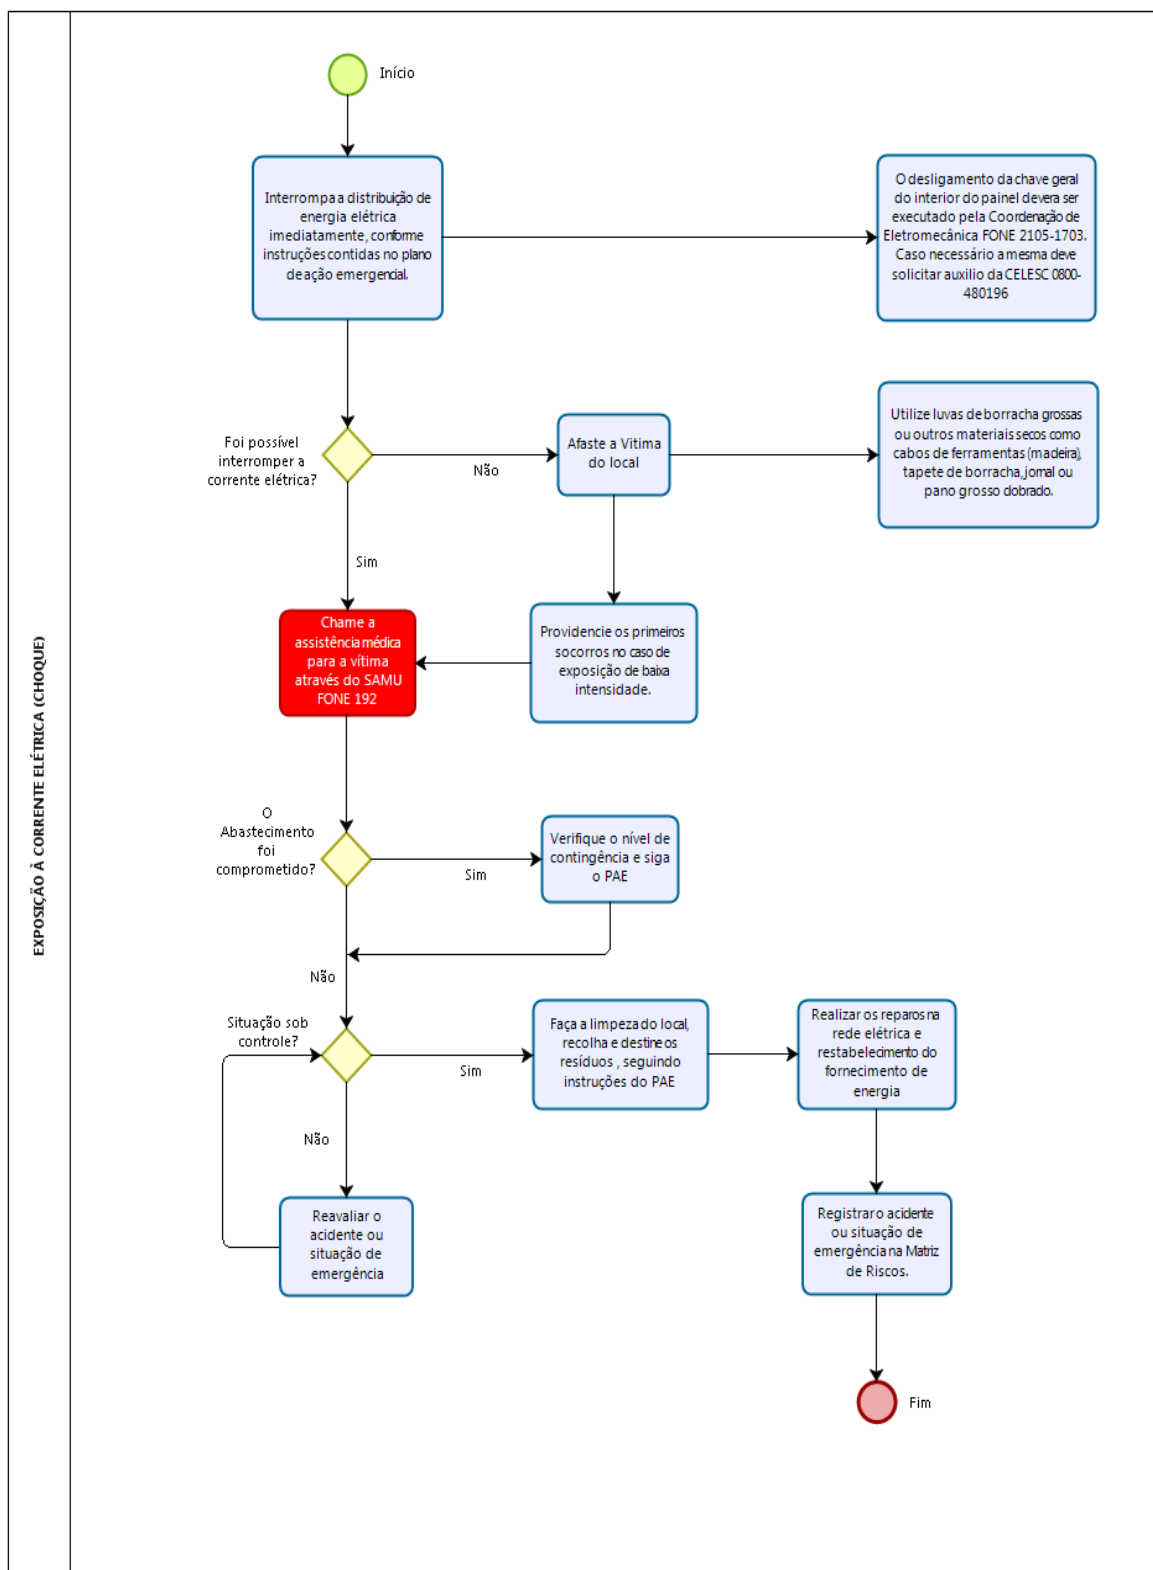 EXPOSIÇÃO À CORRENTE ELÉTRICA (CHOQUE)
Início
Interrompa a distribuição de
energia elétrica
imediatamente, conforme
instruções contidas no plano
de ação emergencial.
O desligamento da chave geral
do interior do painel devera ser
executado pela Coordenação de
Eletromecânica FONE 2105-1703.
Caso necessário a mesma deve
solicitar auxilio da CELESC 0800-
480196
Foi possível
interromper a
corrente elétrica?
Não
Afaste a Vitima
do local
Utilize luvas de borracha grossas
ou outros materiais secos como
cabos de ferramentas (madeira),
tapete de borracha, jornal ou
pano grosso dobrado.
Sim
Chame a
assistência médica
para a vítima
através do SAMU
FONE 192
Providencie os primeiros
socorros no caso de
exposição de baixa
intensidade.
O
Abastecimento
foi
comprometido?
Sim
Verifique o nível de
contingência e siga
o PAE
Não
Situação sob
controle?
Sim
Faça a limpeza do local,
recolha e destine os
resíduos , seguindo
instruções do PAE
Realizar os reparos na
rede elétrica e
restabelecimento do
fornecimento de
energia
Não
Reavaliar o
acidente ou
situação de
emergência
Registrar o acidente
ou situação de
emergência na Matriz
de Riscos.
Fim